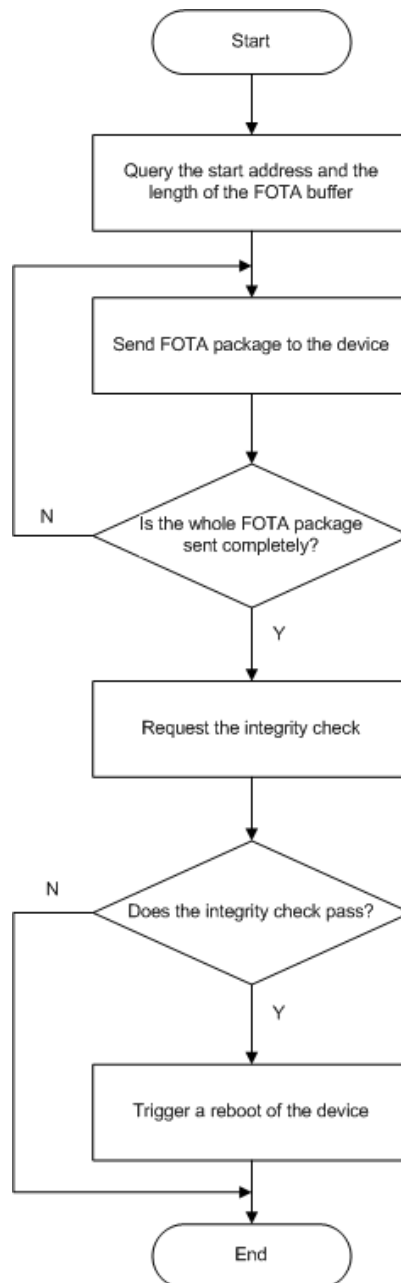 Start
Query the start address and the
length of the FOTA buffer
Send FOTA package to the device
Is the whole FOTA package
sent completely?
N
Y
Request the integrity check
N
Does the integrity check pass?
Y
Trigger a reboot of the device
End